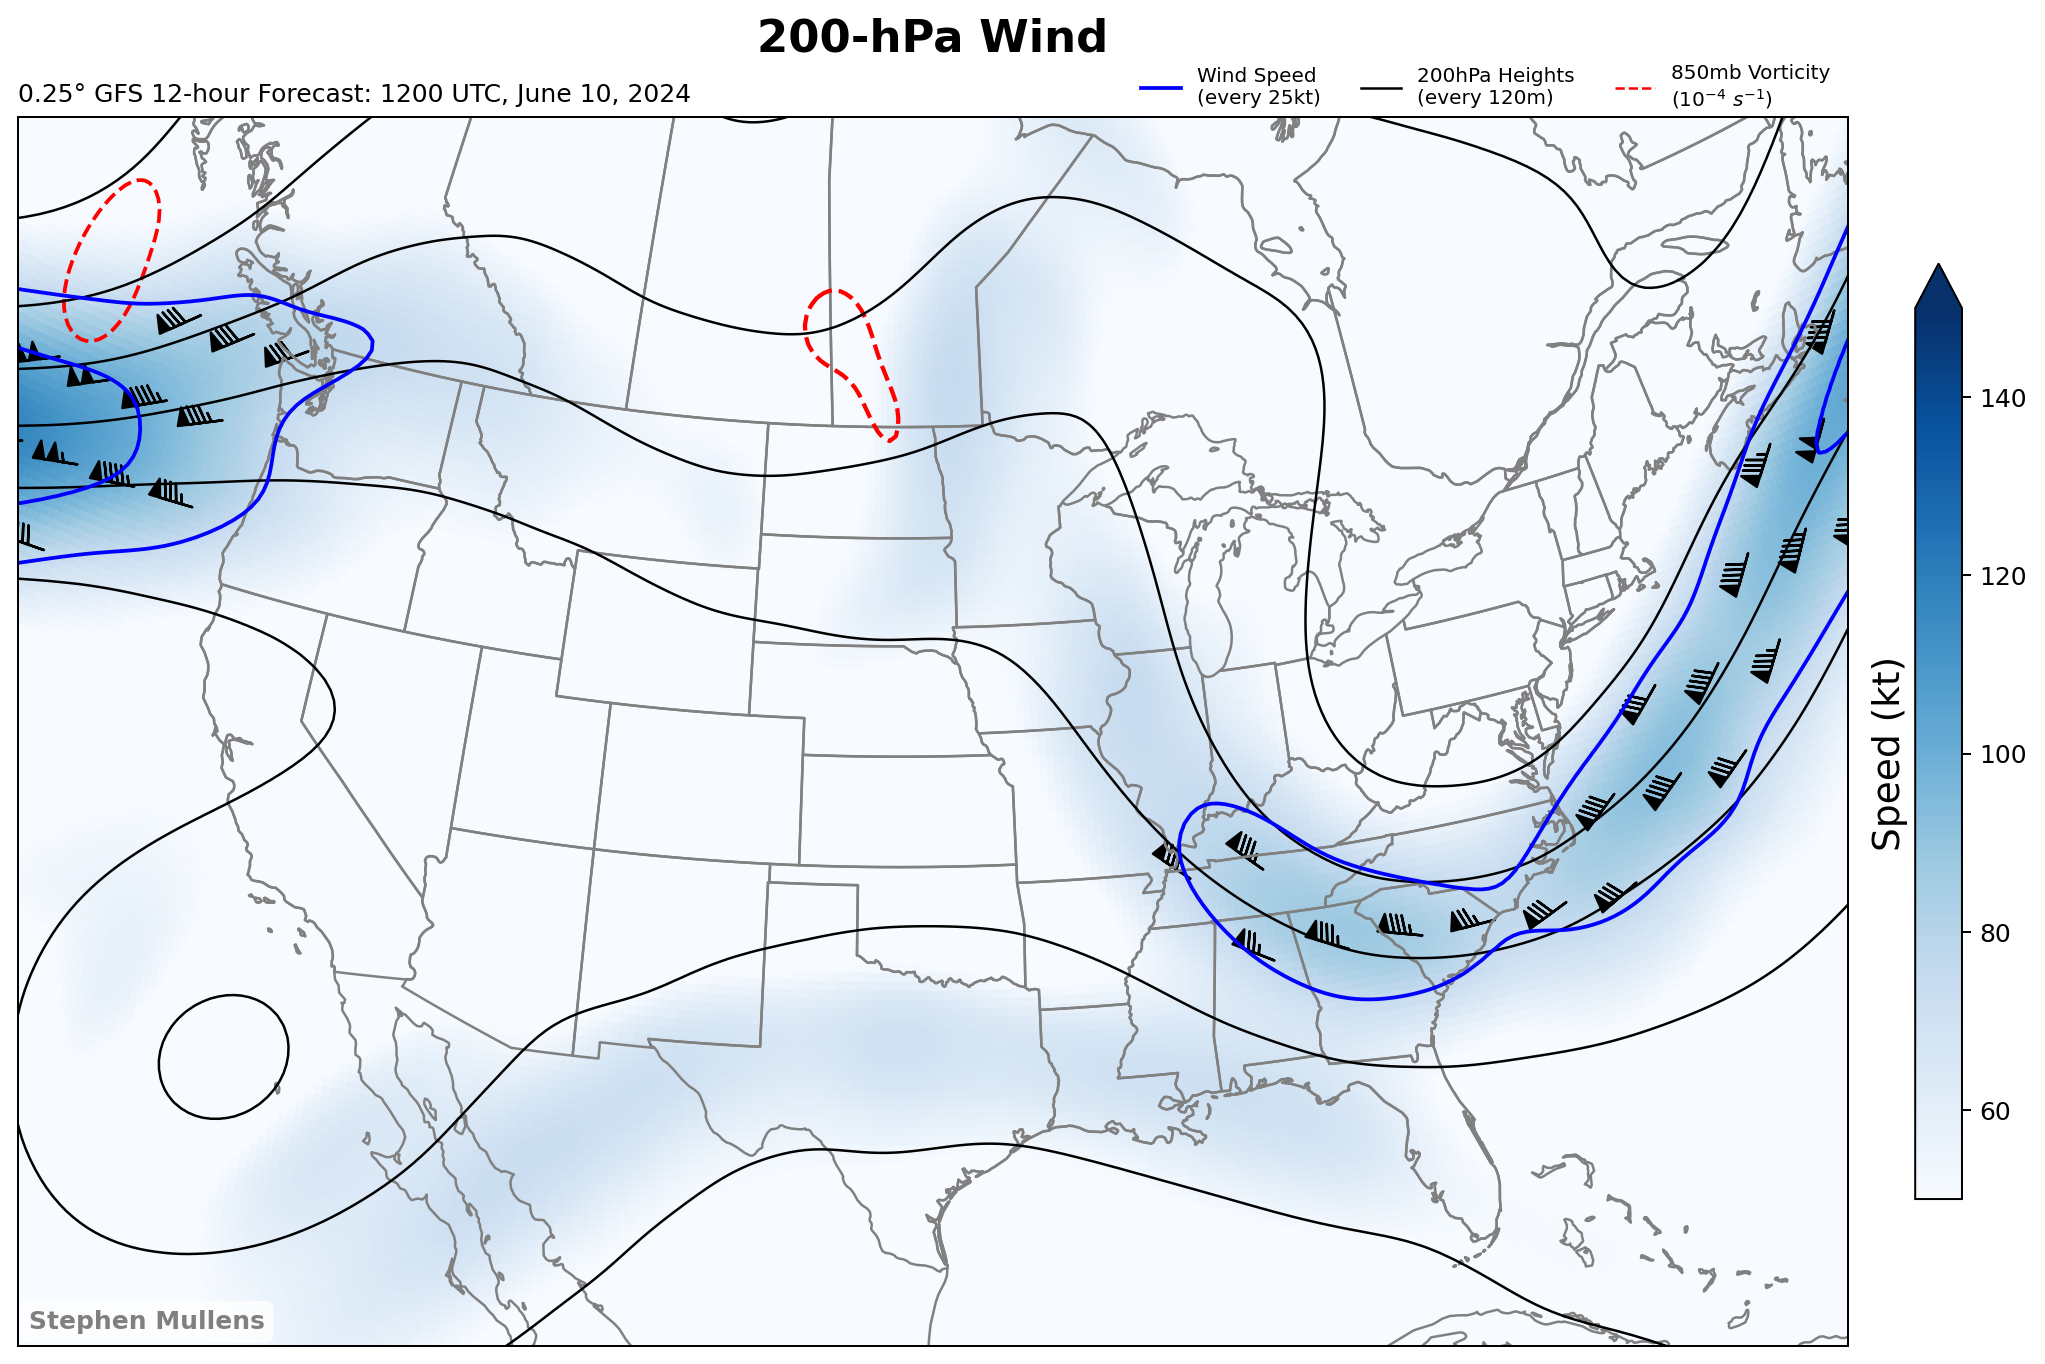 200-hPa Wind
0.25° GFS 12-hour Forecast: 1200 UTC, June 10, 2024
Wind Speed
(every 25kt)
200hPa Heights
(every 120m)
850mb Vorticity
(10⁻⁴ s⁻¹)
140
120
100
80
60
Speed (kt)
Stephen Mullens